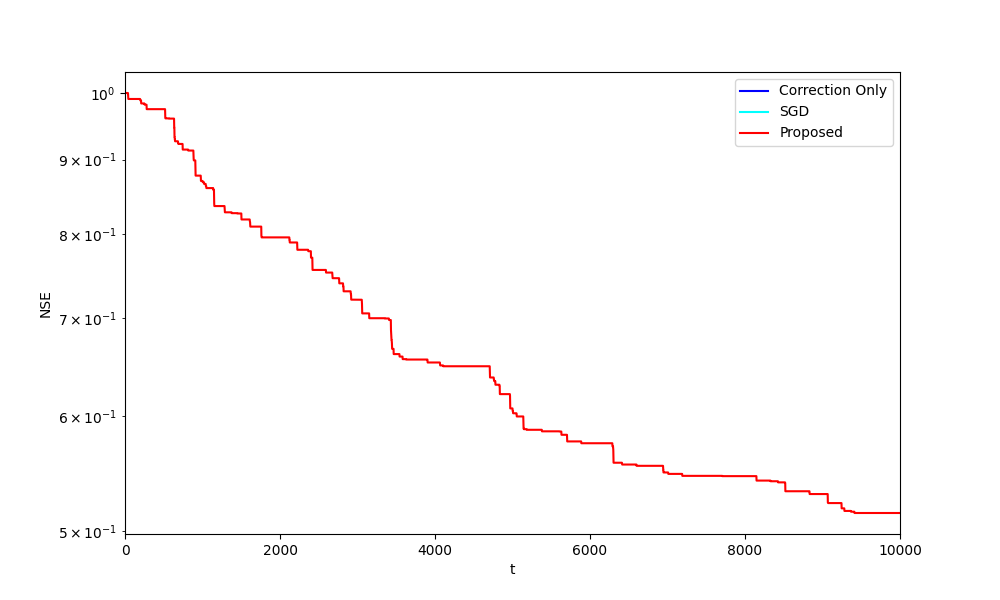 Correction Only
SGD
Proposed
10⁰
9 × 10⁻¹
8 × 10⁻¹
7 × 10⁻¹
6 × 10⁻¹
5 × 10⁻¹
NSE
0 2000 4000 6000 8000 10000
t